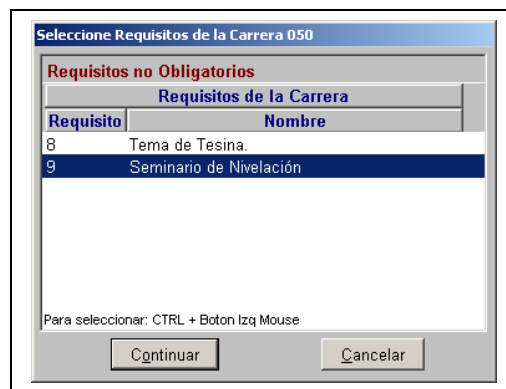 Seleccione Requisitos de la Carrera 050
Requisitos no Obligatorios
Requisitos de la Carrera
Requisito Nombre
8 Tema de Tesina.
9 Seminario de Nivelación
Para seleccionar: CTRL + Boton Izq Mouse
Continuar Cancelar